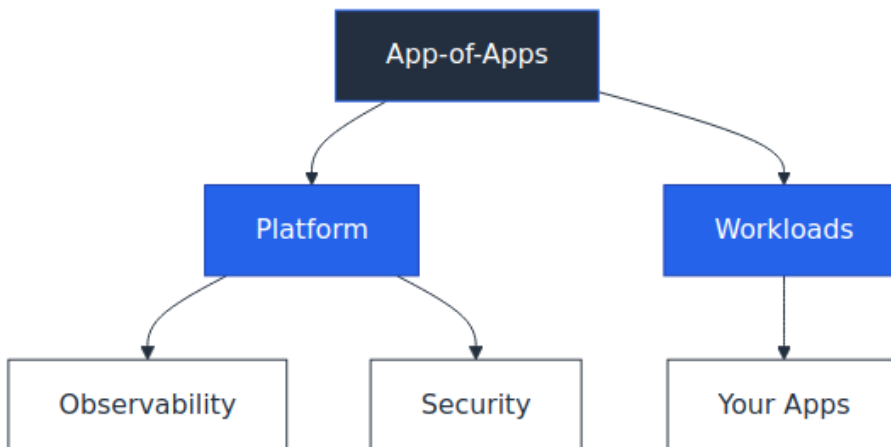 App-of-Apps
Platform
Workloads
Observability
Security
Your Apps